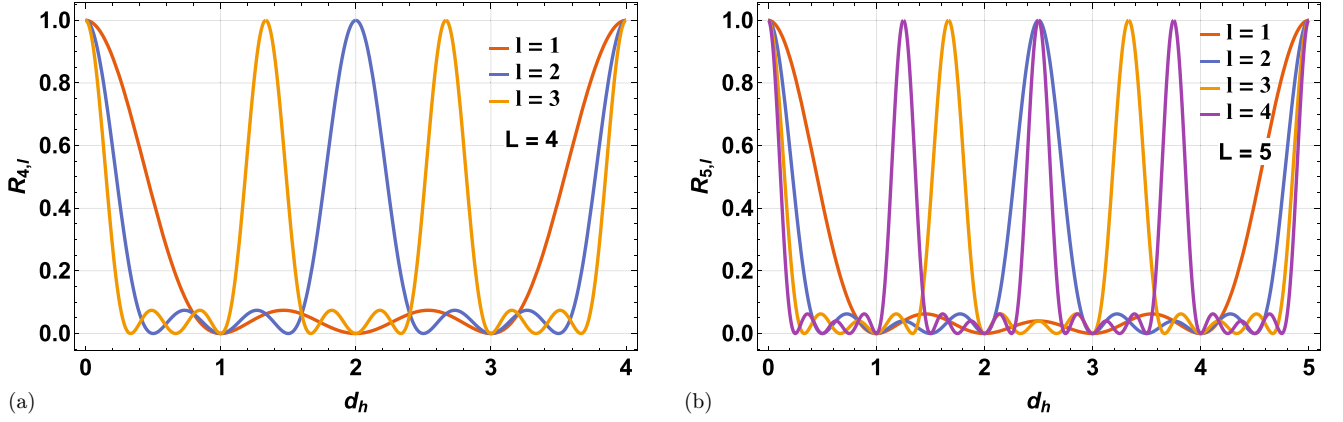 1.0
0.8
0.6
0.4
0.2
0.0
R4,l
l = 1
l = 2
l = 3
L = 4
0 1 2 3 4
dh
(a)
1.0
0.8
0.6
0.4
0.2
0.0
R5,l
l = 1
l = 2
l = 3
l = 4
L = 5
0 1 2 3 4 5
dh
(b)